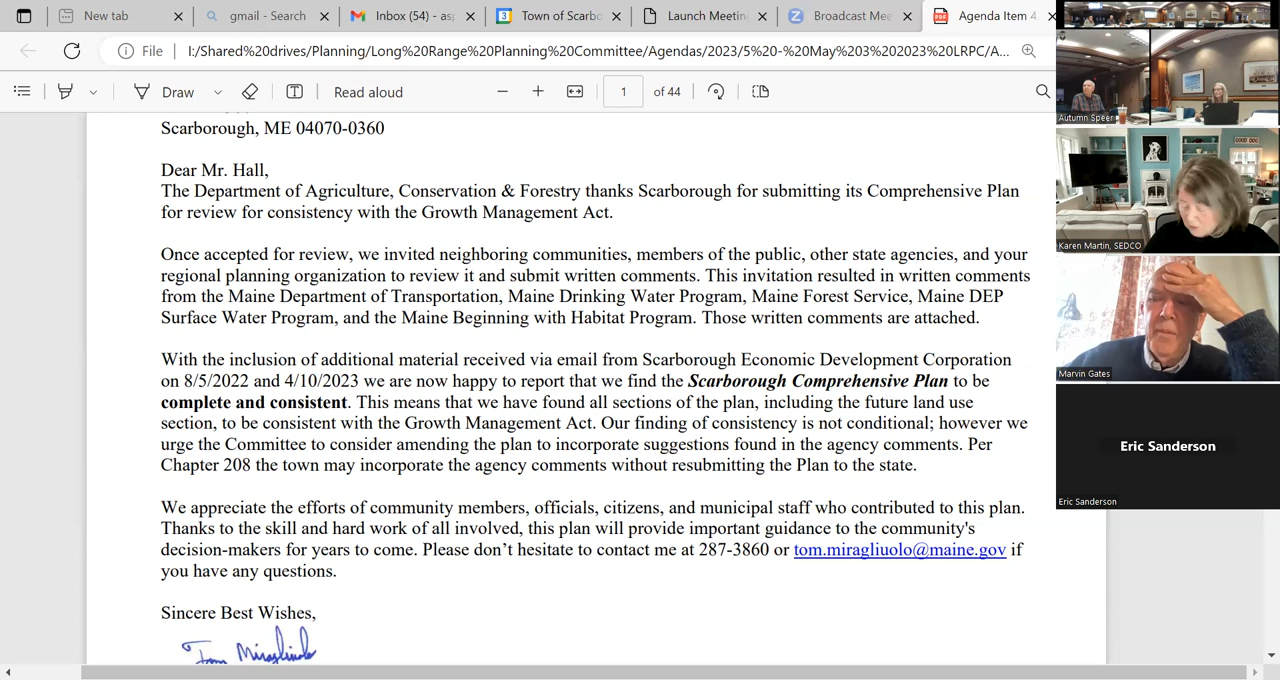 New tab
gmail - Search
Inbox (54) - asp
Town of Scarbo
Launch Meetin
Broadcast Mee
Agenda Item 4
File
I:/Shared%20drives/Planning/Long%20Range%20Planning%20Committee/Agendas/2023/5%20-%20May%203%202023%20LRPC/A...
Draw
Read aloud
1
of 44
Scarborough, ME 04070-0360
Dear Mr. Hall,
The Department of Agriculture, Conservation & Forestry thanks Scarborough for submitting its Comprehensive Plan
for review for consistency with the Growth Management Act.
Once accepted for review, we invited neighboring communities, members of the public, other state agencies, and your
regional planning organization to review it and submit written comments. This invitation resulted in written comments
from the Maine Department of Transportation, Maine Drinking Water Program, Maine Forest Service, Maine DEP
Surface Water Program, and the Maine Beginning with Habitat Program. Those written comments are attached.
With the inclusion of additional material received via email from Scarborough Economic Development Corporation
on 8/5/2022 and 4/10/2023 we are now happy to report that we find the Scarborough Comprehensive Plan to be
complete and consistent. This means that we have found all sections of the plan, including the future land use
section, to be consistent with the Growth Management Act. Our finding of consistency is not conditional; however we
urge the Committee to consider amending the plan to incorporate suggestions found in the agency comments. Per
Chapter 208 the town may incorporate the agency comments without resubmitting the Plan to the state.
We appreciate the efforts of community members, officials, citizens, and municipal staff who contributed to this plan.
Thanks to the skill and hard work of all involved, this plan will provide important guidance to the community's
decision-makers for years to come. Please don't hesitate to contact me at 287-3860 or tom.miragliuolo@maine.gov if
you have any questions.
Sincere Best Wishes,
Tom Miragliuolo
Autumn Speer
GOOD DOG
Karen Martin, SEDCO
Marvin Gates
Eric Sanderson
Eric Sanderson